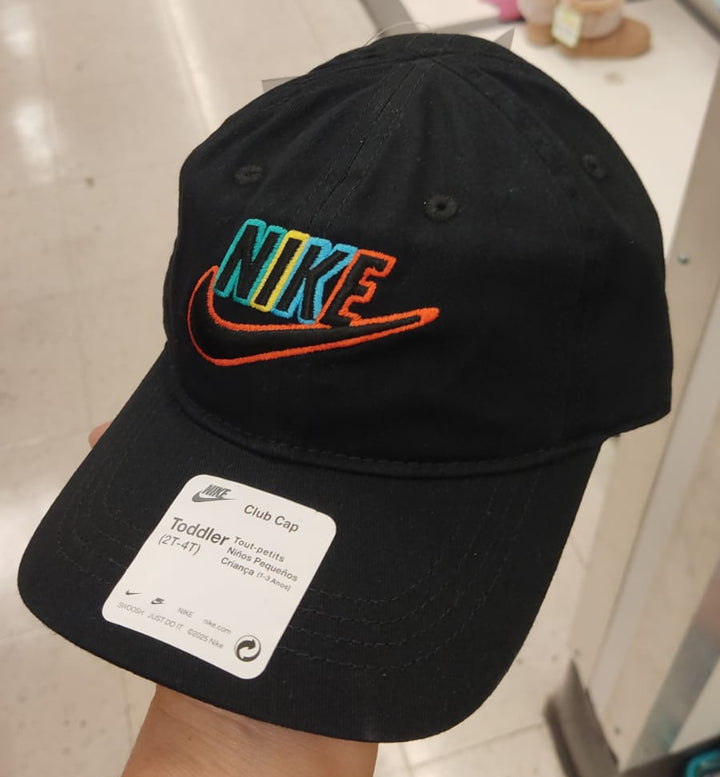 NIKE
NIKE
Club Cap
Toddler
(2T-4T)
Tout-petits
Niños Pequeños
Criança (1-3 Anos)
NIKE nike.com
SWOOSH JUST DO IT ©2025 Nike